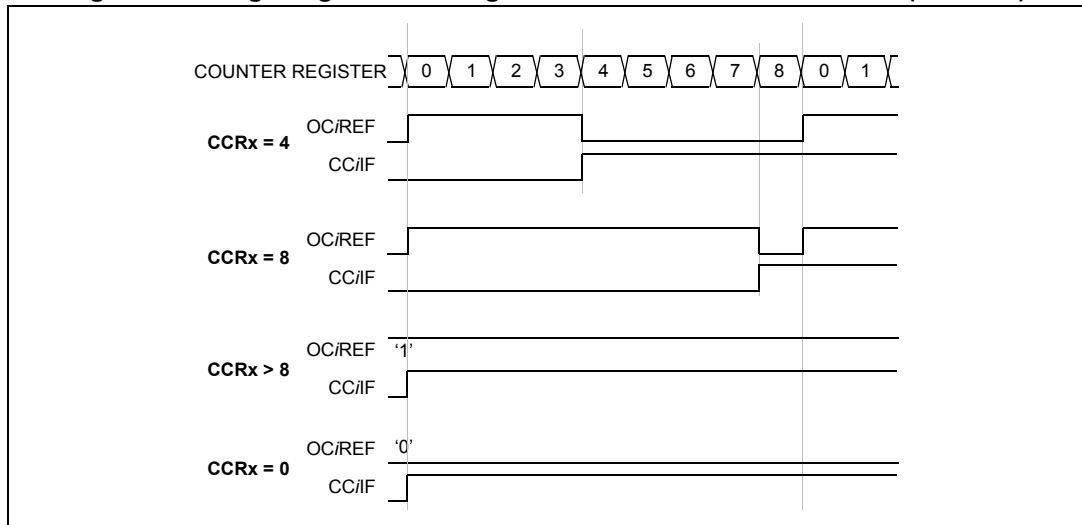 COUNTER REGISTER 0 1 2 3 4 5 6 7 8 0 1
OCiREF
CCRx = 4
CCiIF
OCiREF
CCRx = 8
CCiIF
OCiREF ‘1’
CCRx > 8
CCiIF
OCiREF ‘0’
CCRx = 0
CCiIF